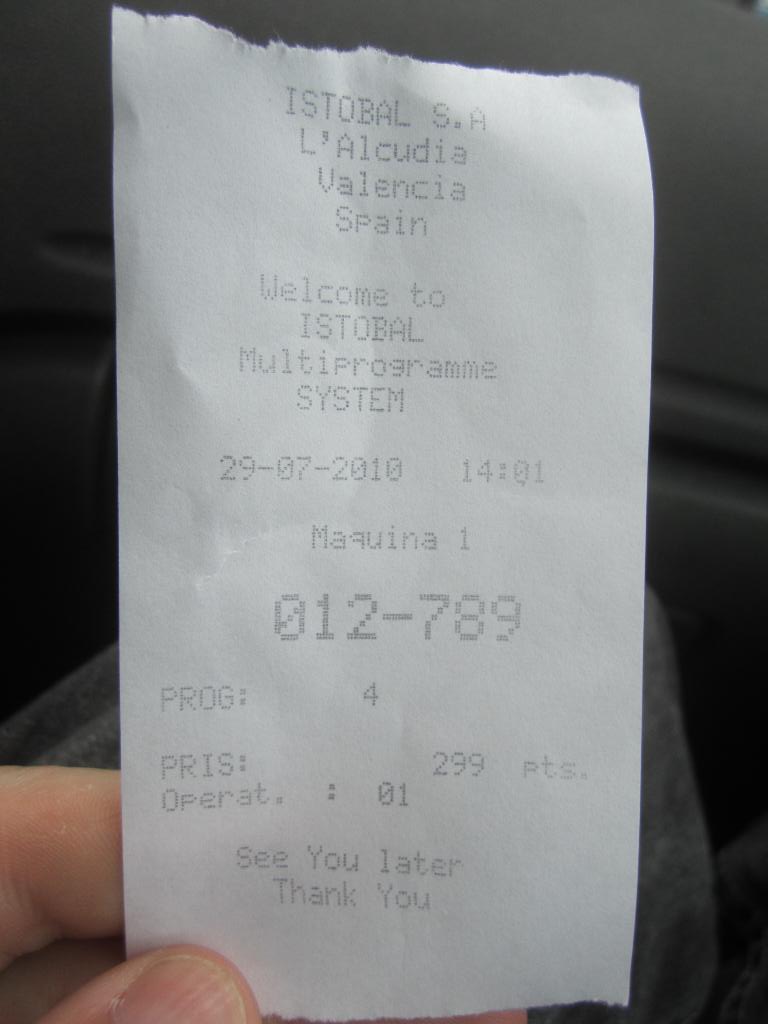 ISTOBAL S.A
L'Alcudia
Valencia
Spain
Welcome to
ISTOBAL
Multiprogramme
SYSTEM
29-07-2010 14:01
Maquina 1
012-789
PROG: 4
PRIS: 299 pts.
Operat. : 01
See You later
Thank You